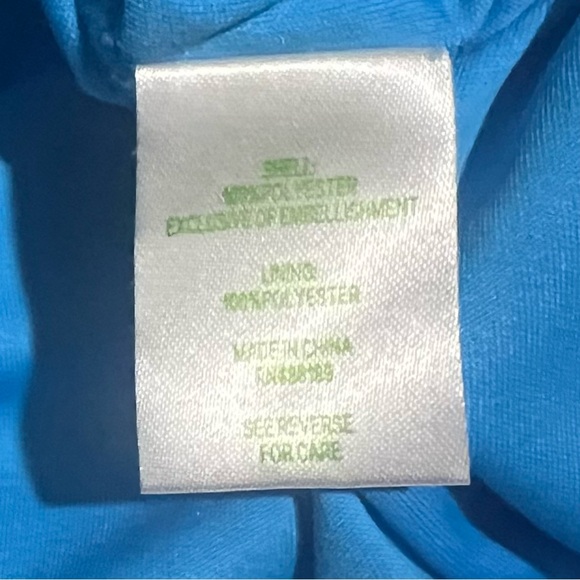 SHELL:
100% POLYESTER
EXCLUSIVE OF EMBELLISHMENT
LINING:
100% POLYESTER
MADE IN CHINA
SEE REVERSE
FOR CARE